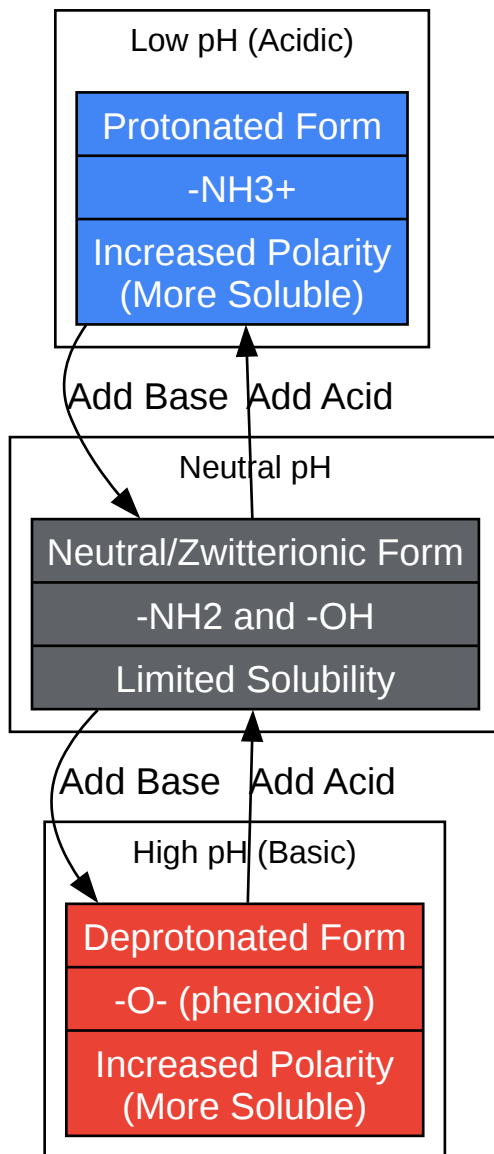 Low pH (Acidic)
Protonated Form
-NH3+
Increased Polarity
(More Soluble)
Add Base
Add Acid
Neutral pH
Neutral/Zwitterionic Form
-NH2 and -OH
Limited Solubility
Add Base
Add Acid
High pH (Basic)
Deprotonated Form
-O- (phenoxide)
Increased Polarity
(More Soluble)